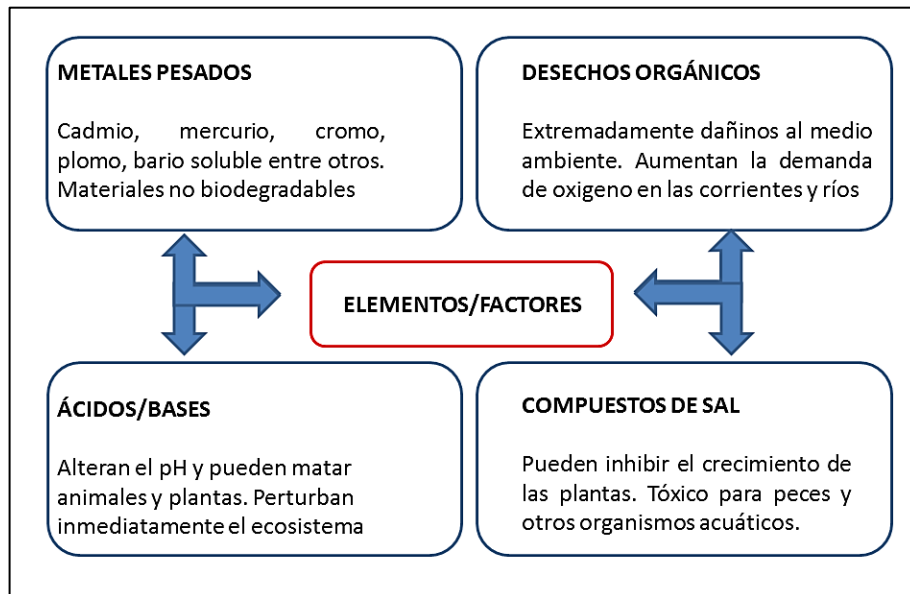 METALES PESADOS
Cadmio, mercurio, cromo,
plomo, bario soluble entre otros.
Materiales no biodegradables
DESECHOS ORGÁNICOS
Extremadamente dañinos al medio
ambiente. Aumentan la demanda
de oxigeno en las corrientes y ríos
ELEMENTOS/FACTORES
ÁCIDOS/BASES
Alteran el pH y pueden matar
animales y plantas. Perturban
inmediatamente el ecosistema
COMPUESTOS DE SAL
Pueden inhibir el crecimiento de
las plantas. Tóxico para peces y
otros organismos acuáticos.